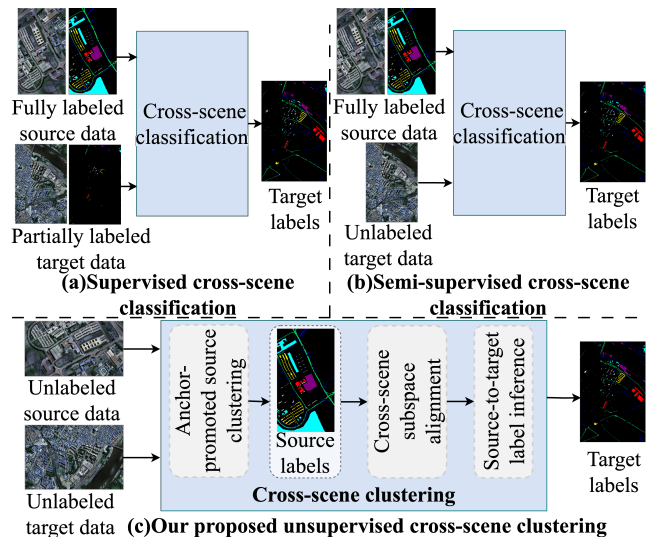 Fully labeled
source data
Partially labeled
target data
Cross-scene
classification
Target
labels
(a)Supervised cross-scene
classification
Fully labeled
source data
Unlabeled
target data
Cross-scene
classification
Target
labels
(b)Semi-supervised cross-scene
classification
Unlabeled
source data
Unlabeled
target data
Anchor-
promoted source
clustering
Source
labels
Cross-scene
subspace
alignment
Source-to-target
label inference
Cross-scene clustering
Target
labels
(c)Our proposed unsupervised cross-scene clustering